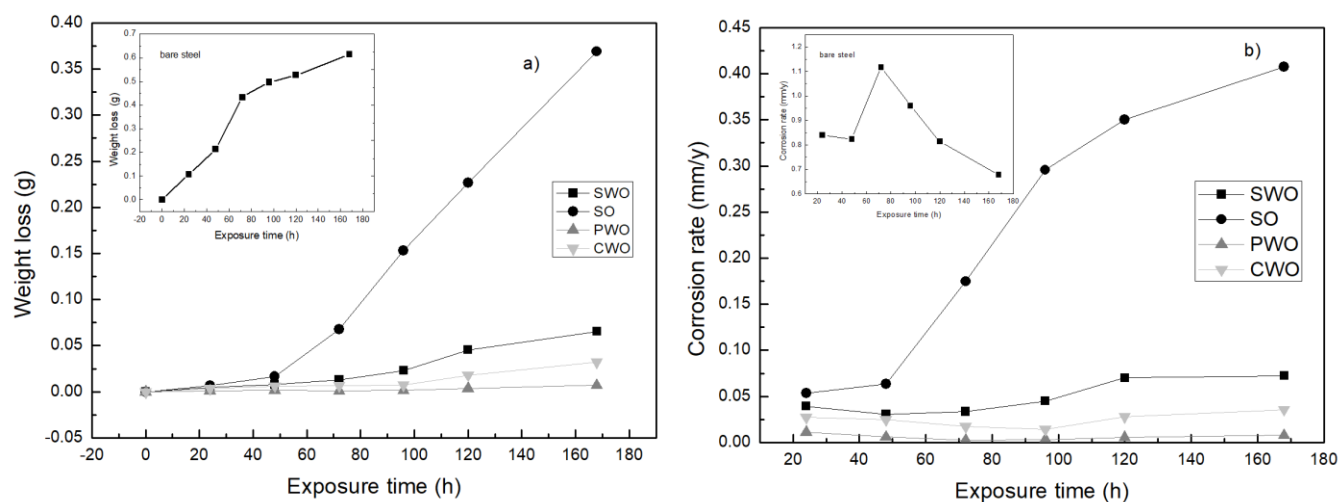 a)
0.40
0.35
0.30
0.25
0.20
0.15
0.10
0.05
0.00
-0.05
Weight loss (g)
-20 0 20 40 60 80 100 120 140 160 180
Exposure time (h)
bare steel
0.7
0.6
0.5
0.4
0.3
0.2
0.1
0.0
Weight loss (g)
-20 0 20 40 60 80 100 120 140 160 180
Exposure time (h)
SWO
SO
PWO
CWO
b)
0.45
0.40
0.35
0.30
0.25
0.20
0.15
0.10
0.05
0.00
Corrosion rate (mm/y)
20 40 60 80 100 120 140 160 180
Exposure time (h)
bare steel
1.2
1.1
1.0
0.9
0.8
0.7
0.6
Corrosion rate (mm/y)
20 40 60 80 100 120 140 160 180
Exposure time (h)
SWO
SO
PWO
CWO